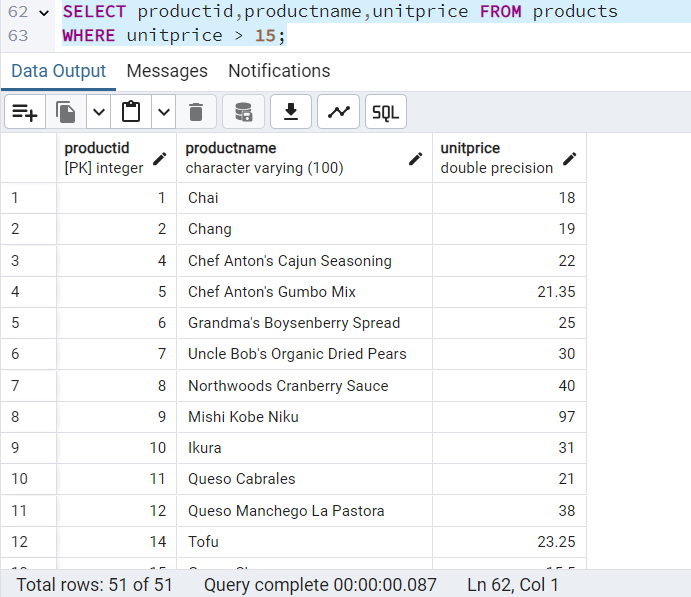 62 SELECT productid,productname,unitprice FROM products
63 WHERE unitprice > 15;
Data Output Messages Notifications
SQL
productid productname unitprice
[PK] integer character varying (100) double precision
1 1 Chai 18
2 2 Chang 19
3 4 Chef Anton's Cajun Seasoning 22
4 5 Chef Anton's Gumbo Mix 21.35
5 6 Grandma's Boysenberry Spread 25
6 7 Uncle Bob's Organic Dried Pears 30
7 8 Northwoods Cranberry Sauce 40
8 9 Mishi Kobe Niku 97
9 10 Ikura 31
10 11 Queso Cabrales 21
11 12 Queso Manchego La Pastora 38
12 14 Tofu 23.25
Total rows: 51 of 51 Query complete 00:00:00.087 Ln 62, Col 1